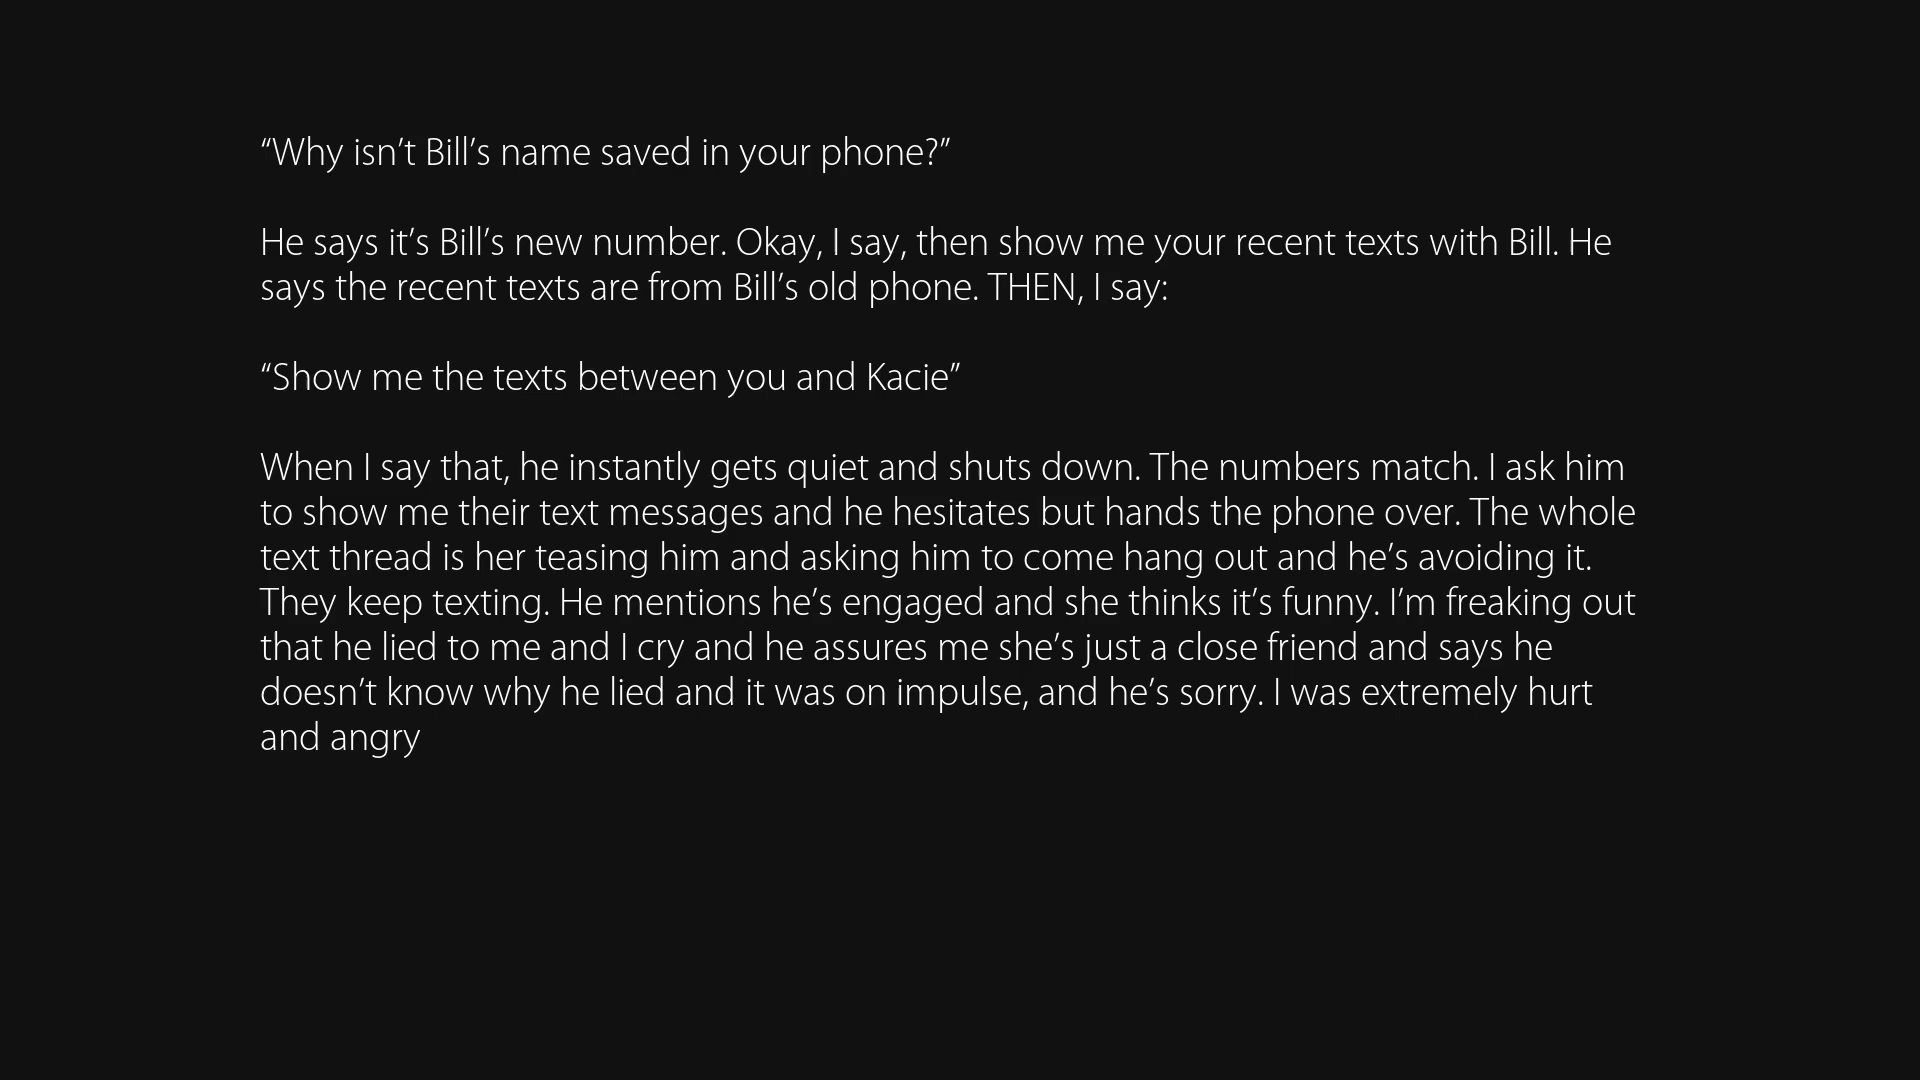 “Why isn’t Bill’s name saved in your phone?”
He says it’s Bill’s new number. Okay, I say, then show me your recent texts with Bill. He
says the recent texts are from Bill’s old phone. THEN, I say:
“Show me the texts between you and Kacie”
When I say that, he instantly gets quiet and shuts down. The numbers match. I ask him
to show me their text messages and he hesitates but hands the phone over. The whole
text thread is her teasing him and asking him to come hang out and he’s avoiding it.
They keep texting. He mentions he’s engaged and she thinks it’s funny. I’m freaking out
that he lied to me and I cry and he assures me she’s just a close friend and says he
doesn’t know why he lied and it was on impulse, and he’s sorry. I was extremely hurt
and angry